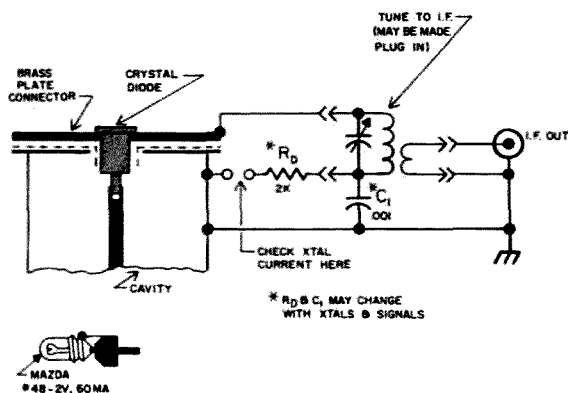 TUNE TO I.F.
(MAY BE MADE
PLUG IN)
BRASS
PLATE
CONNECTOR
CRYSTAL
DIODE
* RD
2K
I.F. OUT
* C1
.001
CHECK XTAL
CURRENT HERE
CAVITY
* RD & C1 MAY CHANGE
WITH XTALS & SIGNALS
MAZDA
#48-2V, 60MA